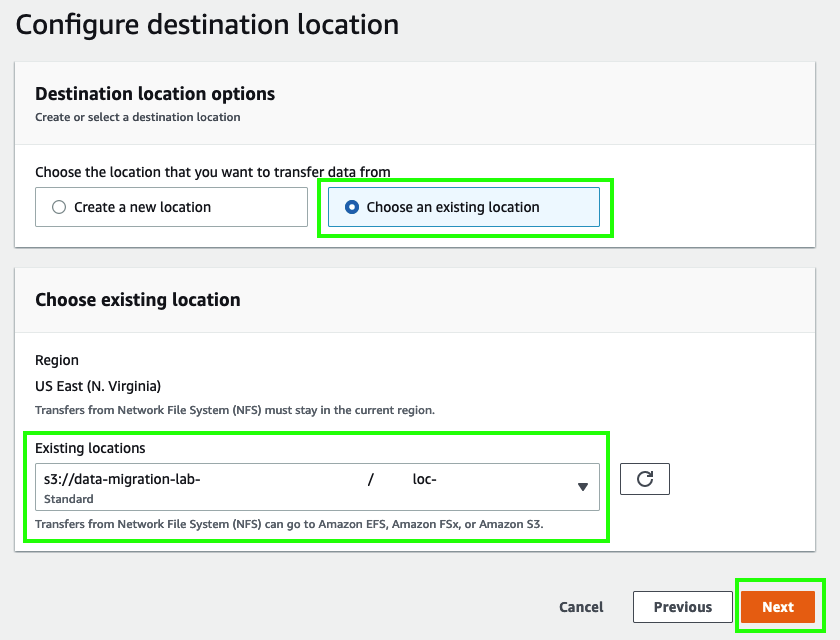 Configure destination location
Destination location options
Create or select a destination location
Choose the location that you want to transfer data from
Create a new location
Choose an existing location
Choose existing location
Region
US East (N. Virginia)
Transfers from Network File System (NFS) must stay in the current region.
Existing locations
s3://data-migration-lab- / loc-
Standard
Transfers from Network File System (NFS) can go to Amazon EFS, Amazon FSx, or Amazon S3.
Cancel
Previous
Next